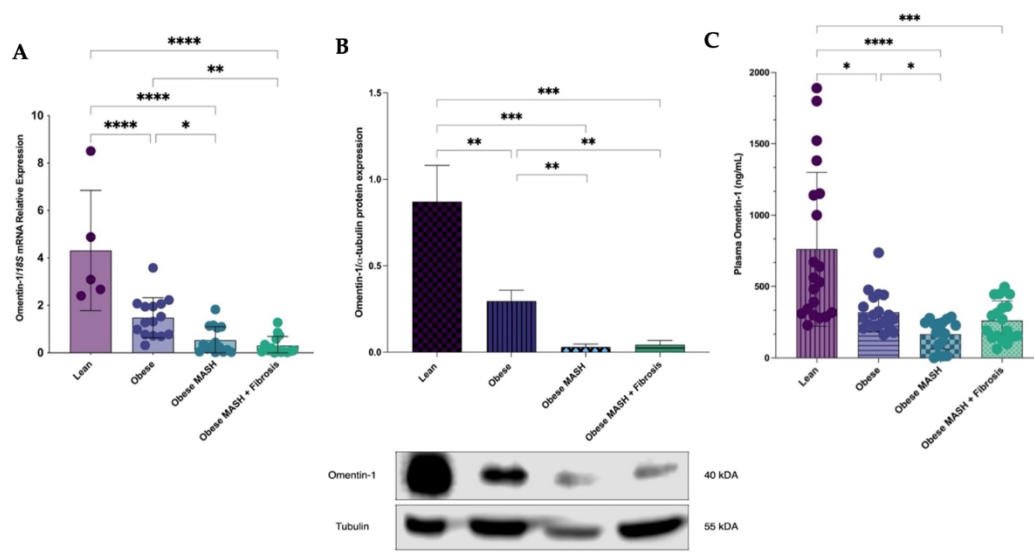 A
****
**
****
****
*
Omentin-1/18S mRNA Relative Expression
10
8
6
4
2
0
Lean
Obese
Obese MASH
Obese MASH + Fibrosis
B
***
***
**
**
**
Omentin-1/α-tubulin protein expression
1.5
1.0
0.5
0.0
Lean
Obese
Obese MASH
Obese MASH + Fibrosis
Omentin-1
40 kDA
Tubulin
55 kDA
C
***
****
*
*
Plasma Omentin-1 (ng/mL)
2000
1500
1000
500
0
Lean
Obese
Obese MASH
Obese MASH + Fibrosis